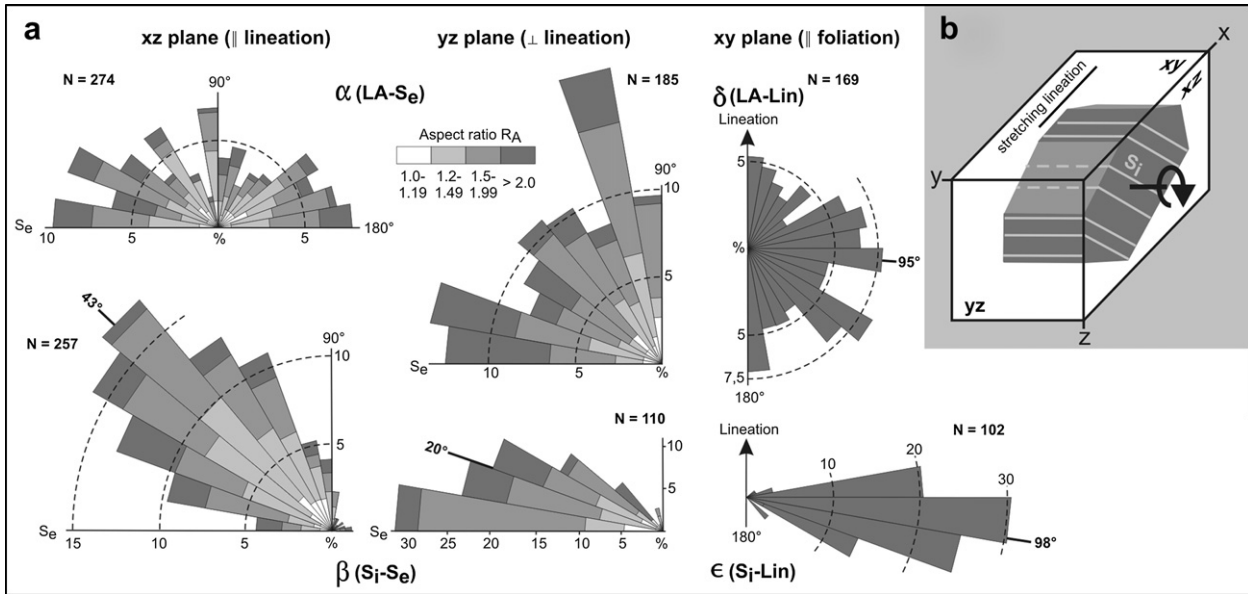 a
xz plane (|| lineation)
yz plane (⊥ lineation)
xy plane (|| foliation)
N = 274
90°
α (LA-Se)
Se
10
5
%
5
180°
N = 185
Aspect ratio RA
1.0-1.19
1.2-1.49
1.5-1.99
> 2.0
90°
10
5
Se
10
5
%
δ (LA-Lin)
N = 169
Lineation
5
%
95°
5
7,5
180°
N = 257
43°
90°
10
5
Se
15
10
5
%
β (Si-Se)
N = 110
20°
10
5
30
25
20
15
10
5
%
Lineation
N = 102
10
20
30
180°
98°
ϵ (Si-Lin)
b
x
xy
xz
stretching lineation
y
Si
yz
z